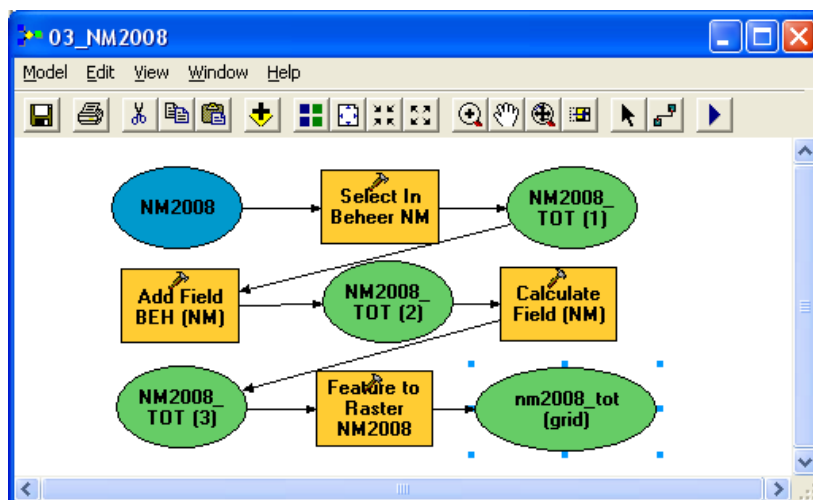 03_NM2008
Model Edit View Window Help
NM2008
Select In
Beheer NM
NM2008_
TOT (1)
Add Field
BEH (NM)
NM2008_
TOT (2)
Calculate
Field (NM)
NM2008_
TOT (3)
Feature to
Raster
NM2008
nm2008_tot
(grid)